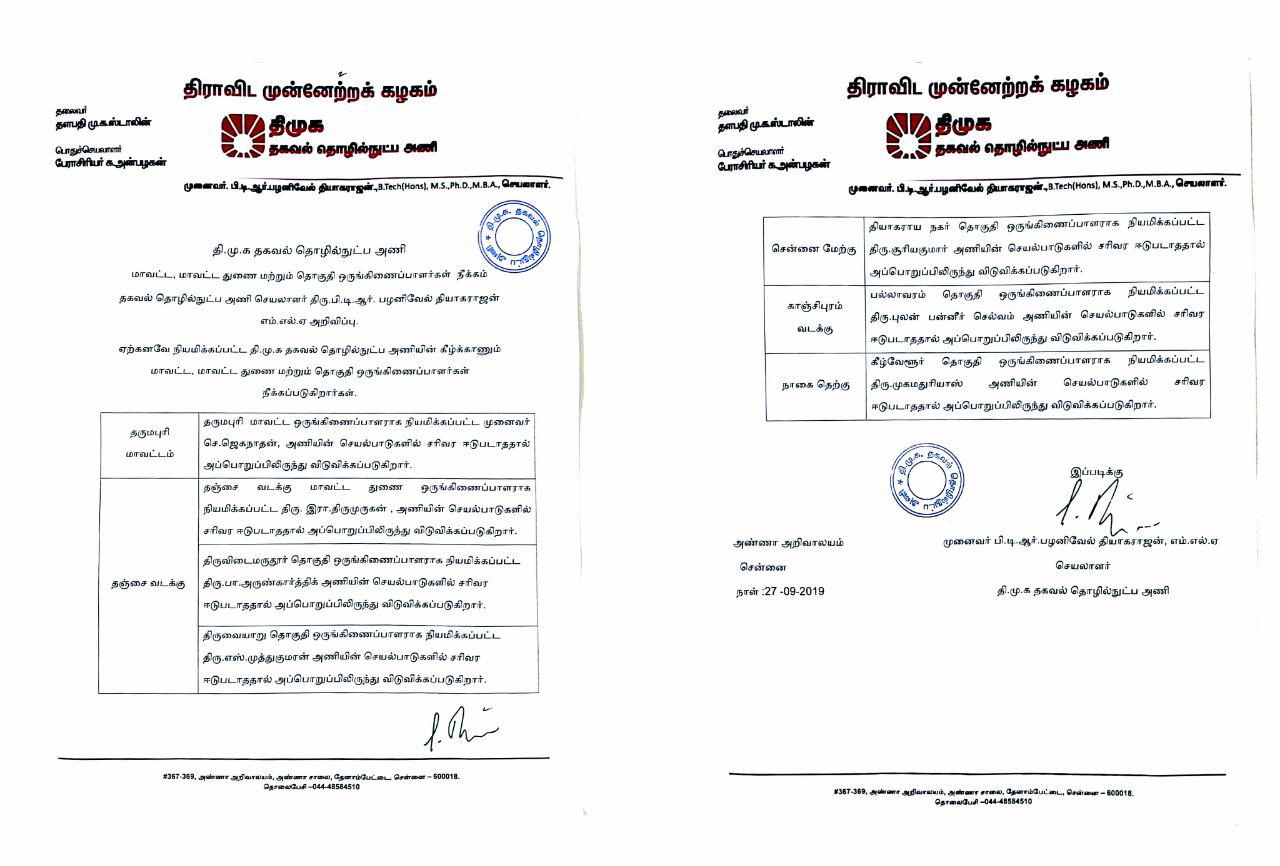 திராவிட முன்னேற்றக் கழகம்
தலைவர்
தளபதி மு.க.ஸ்டாலின்
பொதுச்செயலாளர்
பேராசிரியர் க.அன்பழகன்
திமுக
தகவல் தொழில்நுட்ப அணி
முனைவர். பி.டி.ஆர்.பழனிவேல் தியாகராஜன்.,B.Tech(Hons), M.S.,Ph.D.,M.B.A., செயலாளர்.
தி.மு.க தகவல் தொழில்நுட்ப அணி
மாவட்ட, மாவட்ட துணை மற்றும் தொகுதி ஒருங்கிணைப்பாளர்கள் நீக்கம்
தகவல் தொழில்நுட்ப அணி செயலாளர் திரு.பி.டி.ஆர். பழனிவேல் தியாகராஜன்
எம்.எல்.ஏ அறிவிப்பு.
ஏற்கனவே நியமிக்கப்பட்ட தி.மு.க தகவல் தொழில்நுட்ப அணியின் கீழ்க்காணும்
மாவட்ட, மாவட்ட துணை மற்றும் தொகுதி ஒருங்கிணைப்பாளர்கள்
நீக்கப்படுகிறார்கள்.
தருமபுரி
மாவட்டம்
தருமபுரி மாவட்ட ஒருங்கிணைப்பாளராக நியமிக்கப்பட்ட முனைவர்
செ.ஜெகநாதன், அணியின் செயல்பாடுகளில் சரிவர ஈடுபடாததால்
அப்பொறுப்பிலிருந்து விடுவிக்கப்படுகிறார்.
தஞ்சை வடக்கு
தஞ்சை வடக்கு மாவட்ட துணை ஒருங்கிணைப்பாளராக
நியமிக்கப்பட்ட திரு. இரா.திருமுருகன் , அணியின் செயல்பாடுகளில்
சரிவர ஈடுபடாததால் அப்பொறுப்பிலிருந்து விடுவிக்கப்படுகிறார்.
திருவிடைமருதூர் தொகுதி ஒருங்கிணைப்பாளராக நியமிக்கப்பட்ட
திரு.பா.அருண்கார்த்திக் அணியின் செயல்பாடுகளில் சரிவர
ஈடுபடாததால் அப்பொறுப்பிலிருந்து விடுவிக்கப்படுகிறார்.
திருவையாறு தொகுதி ஒருங்கிணைப்பாளராக நியமிக்கப்பட்ட
திரு.எஸ்.முத்துகுமரன் அணியின் செயல்பாடுகளில் சரிவர
ஈடுபடாததால் அப்பொறுப்பிலிருந்து விடுவிக்கப்படுகிறார்.
#367-369, அண்ணா அறிவாலயம், அண்ணா சாலை, தேனாம்பேட்டை, சென்னை – 600018.
தொலைபேசி –044-48584510
திராவிட முன்னேற்றக் கழகம்
தலைவர்
தளபதி மு.க.ஸ்டாலின்
பொதுச்செயலாளர்
பேராசிரியர் க.அன்பழகன்
திமுக
தகவல் தொழில்நுட்ப அணி
முனைவர். பி.டி.ஆர்.பழனிவேல் தியாகராஜன்.,B.Tech(Hons), M.S.,Ph.D.,M.B.A., செயலாளர்.
சென்னை மேற்கு
தியாகராய நகர் தொகுதி ஒருங்கிணைப்பாளராக நியமிக்கப்பட்ட
திரு.சூரியகுமார் அணியின் செயல்பாடுகளில் சரிவர ஈடுபடாததால்
அப்பொறுப்பிலிருந்து விடுவிக்கப்படுகிறார்.
காஞ்சிபுரம்
வடக்கு
பல்லாவரம் தொகுதி ஒருங்கிணைப்பாளராக நியமிக்கப்பட்ட
திரு.புலன் பன்னீர் செல்வம் அணியின் செயல்பாடுகளில் சரிவர
ஈடுபடாததால் அப்பொறுப்பிலிருந்து விடுவிக்கப்படுகிறார்.
நாகை தெற்கு
கீழ்வேளூர் தொகுதி ஒருங்கிணைப்பாளராக நியமிக்கப்பட்ட
திரு.முகமதுரியாஸ் அணியின் செயல்பாடுகளில் சரிவர
ஈடுபடாததால் அப்பொறுப்பிலிருந்து விடுவிக்கப்படுகிறார்.
தி.மு.க. தகவல் தொழில்நுட்ப அணி
இப்படிக்கு
அண்ணா அறிவாலயம்
சென்னை
நாள் :27 -09-2019
முனைவர் பி.டி.ஆர்.பழனிவேல் தியாகராஜன், எம்.எல்.ஏ
செயலாளர்
தி.மு.க தகவல் தொழில்நுட்ப அணி
#367-369, அண்ணா அறிவாலயம், அண்ணா சாலை, தேனாம்பேட்டை, சென்னை – 600018.
தொலைபேசி –044-48584510